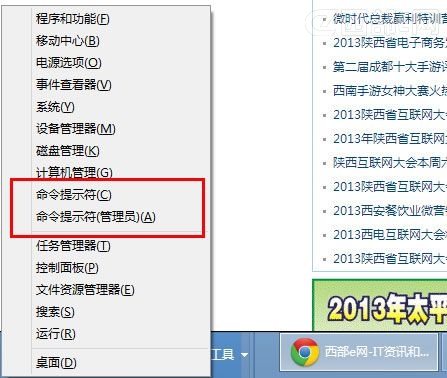 程序和功能(F)
移动中心(B)
电源选项(O)
事件查看器(V)
系统(Y)
设备管理器(M)
磁盘管理(K)
计算机管理(G)
命令提示符(C)
命令提示符(管理员)(A)
任务管理器(T)
控制面板(P)
文件资源管理器(E)
搜索(S)
运行(R)
桌面(D)
微时代总裁赢利特训营
2013陕西省电子商务
第二届成都十大手游
西南手游女神大赛火热
2013陕西省互联网大会
2013年陕西省互联网
陕西互联网大会本周六
2013陕西省互联网大会
2013西安餐饮业微营
2013西电互联网大会
2013陕西省互联网大会
2013年太平
工具
西部e网-IT资讯和...